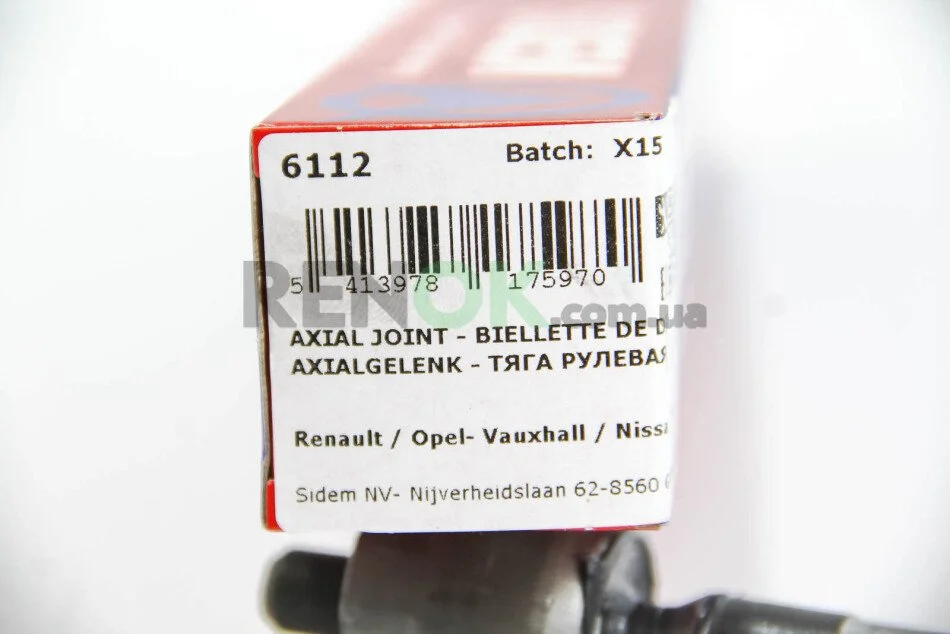 6112 Batch: X15
5 413978 175970
RENOK.com.ua
AXIAL JOINT - BIELLETTE DE D
AXIALGELENK - ТЯГА РУЛЕВАЯ
Renault / Opel- Vauxhall / Nissa
Sidem NV- Nijverheidslaan 62-8560